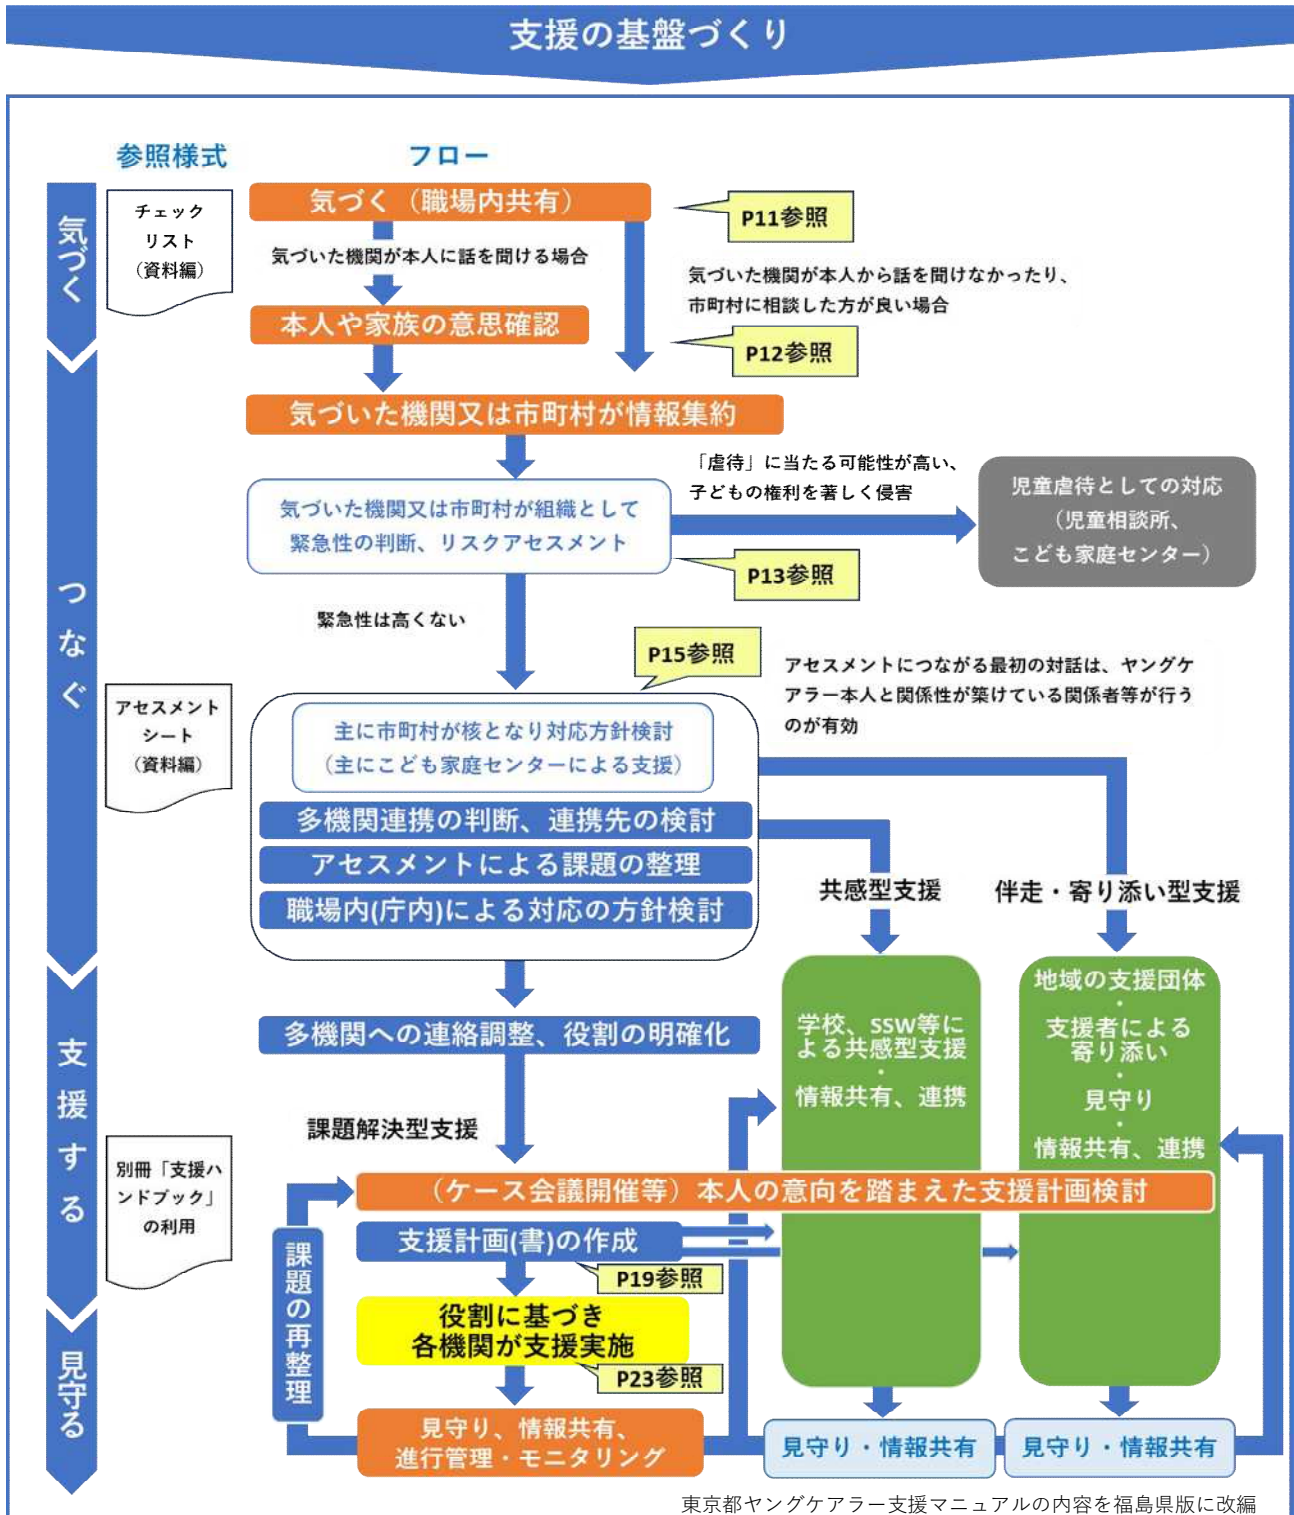 支援の基盤づくり
参照様式
フロー
気づく
チェック
リスト
（資料編）
気づく（職場内共有）
P11参照
気づいた機関が本人に話を聞ける場合
気づいた機関が本人から話を聞けなかったり、
市町村に相談した方が良い場合
本人や家族の意思確認
P12参照
つなぐ
気づいた機関又は市町村が情報集約
「虐待」に当たる可能性が高い、
子どもの権利を著しく侵害
気づいた機関又は市町村が組織として
緊急性の判断、リスクアセスメント
児童虐待としての対応
（児童相談所、
こども家庭センター）
P13参照
緊急性は高くない
P15参照
アセスメントにつながる最初の対話は、ヤングケ
アラー本人と関係性が築けている関係者等が行う
のが有効
アセスメント
シート
（資料編）
主に市町村が核となり対応方針検討
（主にこども家庭センターによる支援）
多機関連携の判断、連携先の検討
アセスメントによる課題の整理
職場内(庁内)による対応の方針検討
共感型支援
伴走・寄り添い型支援
支援する
多機関への連絡調整、役割の明確化
学校、SSW等に
よる共感型支援
・
情報共有、連携
地域の支援団体
・
支援者による
寄り添い
・
見守り
・
情報共有、連携
課題解決型支援
別冊「支援ハ
ンドブック」
の利用
（ケース会議開催等）本人の意向を踏まえた支援計画検討
支援計画(書)の作成
P19参照
課題の再整理
役割に基づき
各機関が支援実施
P23参照
見守る
見守り、情報共有、
進行管理・モニタリング
見守り・情報共有
見守り・情報共有
東京都ヤングケアラー支援マニュアルの内容を福島県版に改編